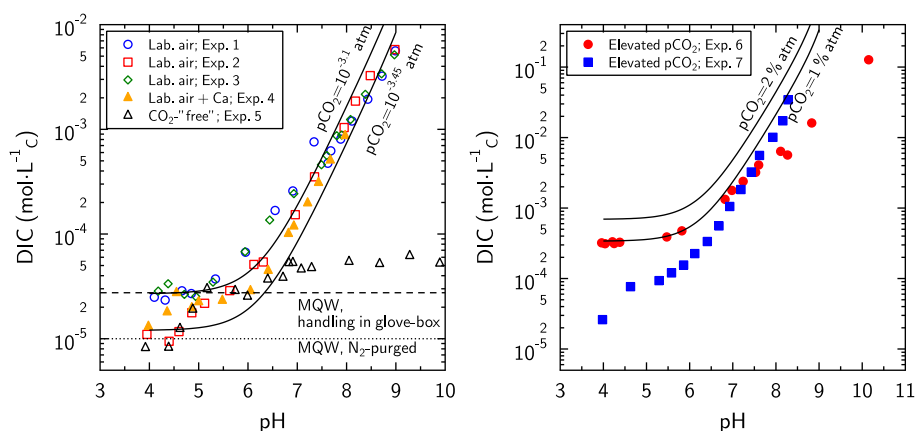 10⁻²
5
2
10⁻³
5
2
10⁻⁴
5
2
10⁻⁵
5
DIC (mol·L⁻¹C)
Lab. air; Exp. 1
Lab. air; Exp. 2
Lab. air; Exp. 3
Lab. air + Ca; Exp. 4
CO₂-"free"; Exp. 5
pCO₂=10⁻³·¹ atm
pCO₂=10⁻³·⁴⁵ atm
MQW,
handling in glove-box
MQW, N₂-purged
3 4 5 6 7 8 9 10
pH
10⁻¹
5
2
10⁻²
5
2
10⁻³
5
2
10⁻⁴
5
2
10⁻⁵
5
DIC (mol·L⁻¹C)
Elevated pCO₂; Exp. 6
Elevated pCO₂; Exp. 7
pCO₂=2 % atm
pCO₂=1 % atm
3 4 5 6 7 8 9 10 11
pH